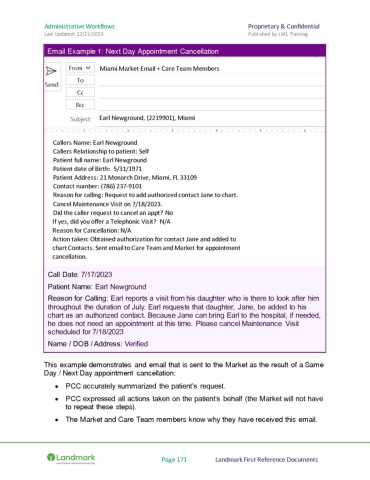 Administrative Workflows Proprietary & Confidential
Last Updated: 12/21/2023 Published by LMS Training
Email Example 1: Next Day Appointment Cancellation
From Miami Market Email + Care Team Members
Send
To
Cc
Bcc
Subject Earl Newground, (2219901), Miami
Callers Name: Earl Newground
Callers Relationship to patient: Self
Patient full name: Earl Newground
Patient date of Birth: 5/31/1971
Patient Address: 21 Monarch Drive, Miami, FL 33109
Contact number: (786) 237-9101
Reason for calling: Request to add authorized contact Jane to chart.
Cancel Maintenance Visit on 7/18/2023.
Did the caller request to cancel an appt? No
If yes, did you offer a Telephonic Visit? N/A
Reason for Cancellation: N/A
Action taken: Obtained authorization for contact Jane and added to
chart Contacts. Sent email to Care Team and Market for appointment
cancellation.
Call Date: 7/17/2023
Patient Name: Earl Newground
Reason for Calling: Earl reports a visit from his daughter who is there to look after him
throughout the duration of July. Earl requests that daughter, Jane, be added to his
chart as an authorized contact. Because Jane can bring Earl to the hospital, if needed,
he does not need an appointment at this time. Please cancel Maintenance Visit
scheduled for 7/18/2023
Name / DOB / Address: Verified
This example demonstrates and email that is sent to the Market as the result of a Same
Day / Next Day appointment cancellation:
• PCC accurately summarized the patient's request.
• PCC expressed all actions taken on the patient's behalf (the Market will not have
to repeat these steps).
• The Market and Care Team members know why they have received this email.
Landmark Page 171 Landmark First Reference Documents